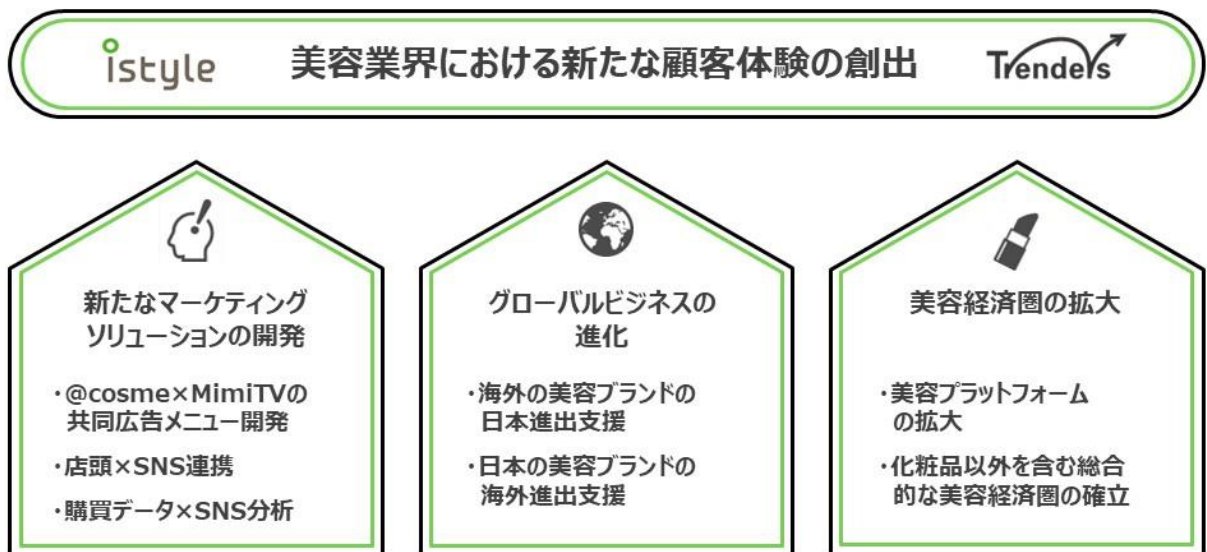 istyle 美容業界における新たな顧客体験の創出 Trenders
新たなマーケティング
ソリューションの開発
・@cosme×MimiTVの
共同広告メニュー開発
・店頭×SNS連携
・購買データ×SNS分析
グローバルビジネスの
進化
・海外の美容ブランドの
日本進出支援
・日本の美容ブランドの
海外進出支援
美容経済圏の拡大
・美容プラットフォーム
の拡大
・化粧品以外を含む総合
的な美容経済圏の確立